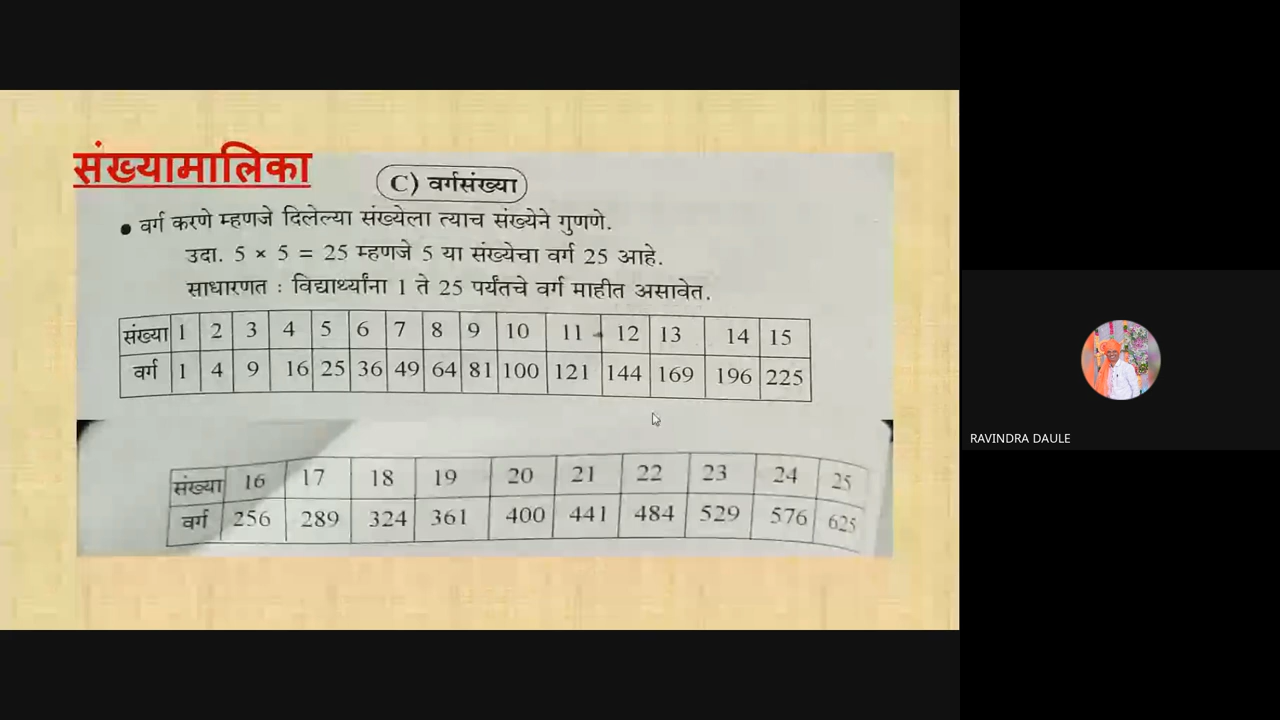 संख्यामालिका
C) वर्गसंख्या
• वर्ग करणे म्हणजे दिलेल्या संख्येला त्याच संख्येने गुणणे.
उदा. 5 × 5 = 25 म्हणजे 5 या संख्येचा वर्ग 25 आहे.
साधारणत : विद्यार्थ्यांना 1 ते 25 पर्यंतचे वर्ग माहीत असावेत.
संख्या 1 2 3 4 5 6 7 8 9 10 11 12 13 14 15
वर्ग 1 4 9 16 25 36 49 64 81 100 121 144 169 196 225
संख्या 16 17 18 19 20 21 22 23 24 25
वर्ग 256 289 324 361 400 441 484 529 576 625
RAVINDRA DAULE